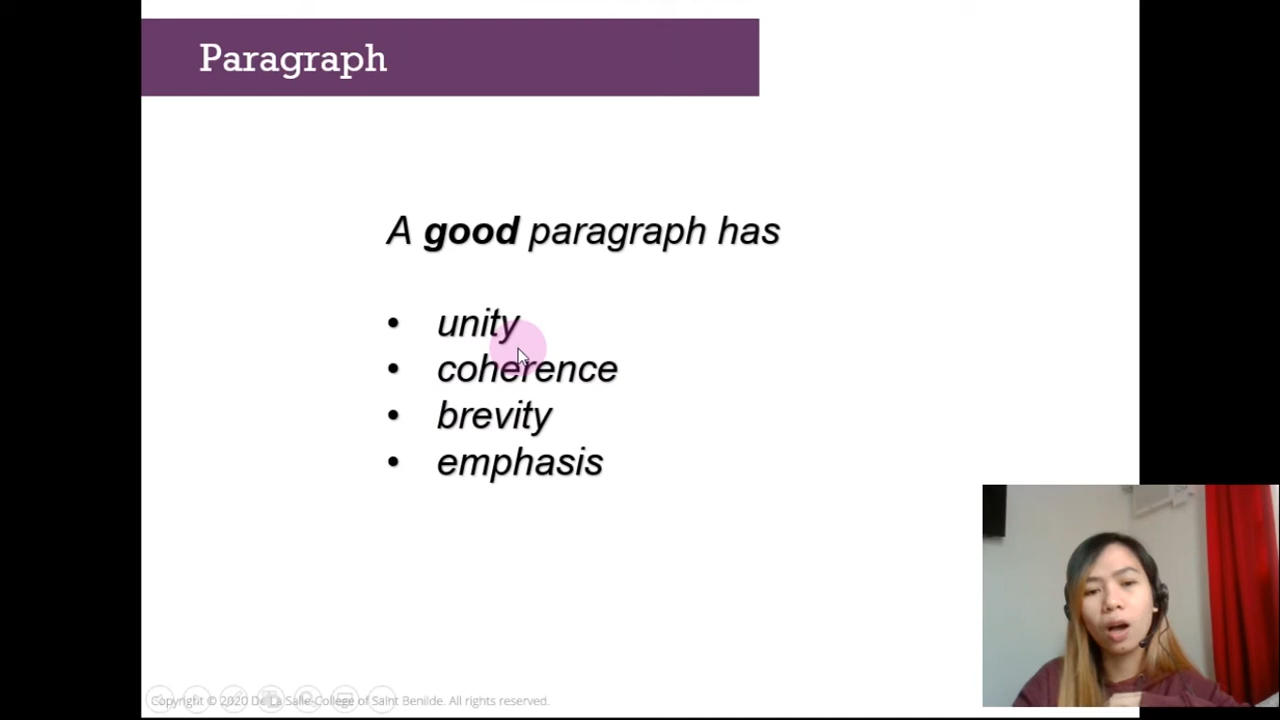 Paragraph
A good paragraph has
• unity
• coherence
• brevity
• emphasis
Copyright © 2020 De La Salle-College of Saint Benilde. All rights reserved.